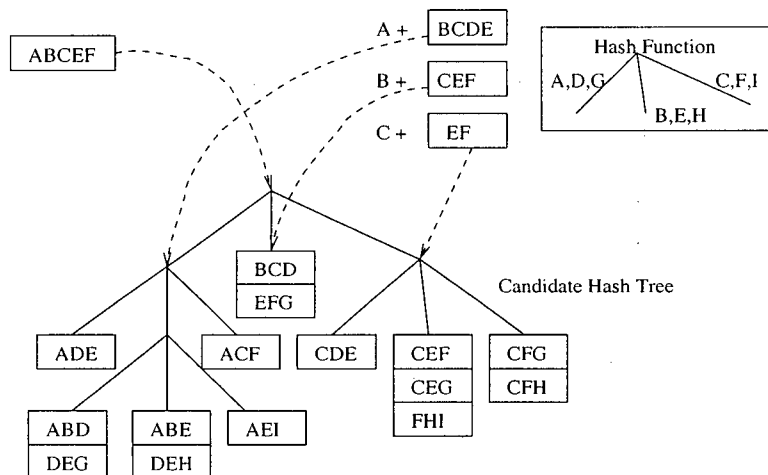 ABCEF
A + BCDE
B + CEF
C + EF
Hash Function
A,D,G
B,E,H
C,F,I
BCD
EFG
Candidate Hash Tree
ADE
ACF
CDE
CEF
CEG
FHI
CFG
CFH
ABD
DEG
ABE
DEH
AEI